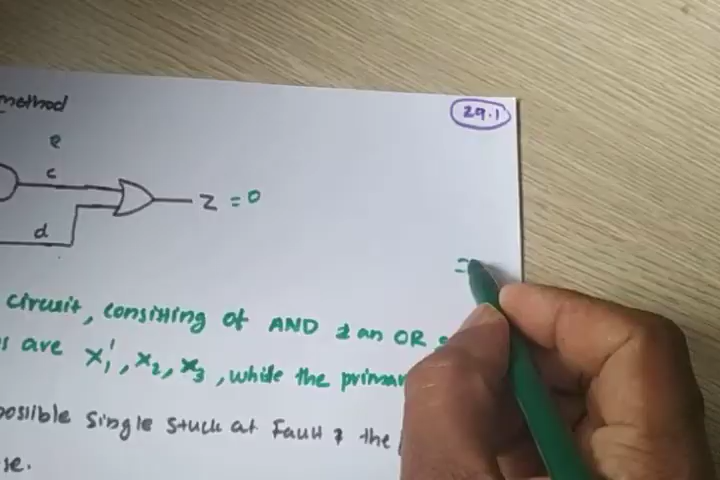 method
29.1
e
c
Z = 0
d
=
circuit, consisting of AND & an OR
are x₁', x₂, x₃, while the primar
possible single stuck at fault & the
se.